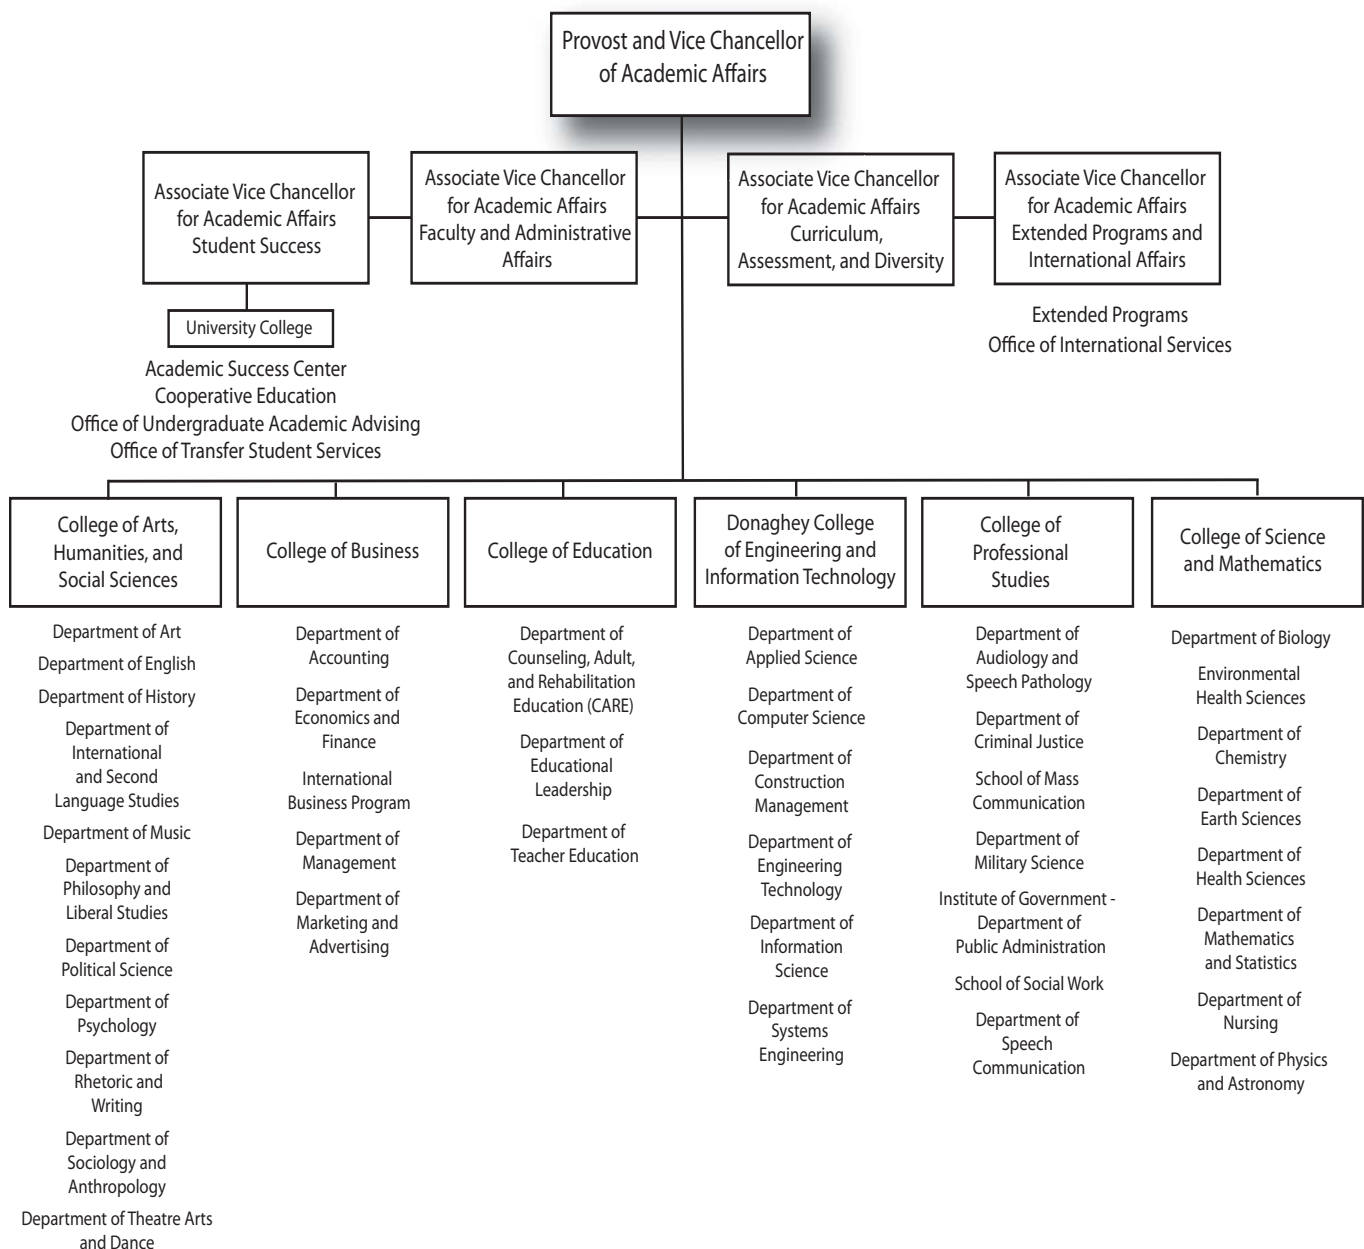 Provost and Vice Chancellor
of Academic Affairs
Associate Vice Chancellor
for Academic Affairs
Student Success
Associate Vice Chancellor
for Academic Affairs
Faculty and Administrative
Affairs
Associate Vice Chancellor
for Academic Affairs
Curriculum,
Assessment, and Diversity
Associate Vice Chancellor
for Academic Affairs
Extended Programs and
International Affairs
University College
Academic Success Center
Cooperative Education
Office of Undergraduate Academic Advising
Office of Transfer Student Services
Extended Programs
Office of International Services
College of Arts,
Humanities, and
Social Sciences
Department of Art
Department of English
Department of History
Department of
International
and Second
Language Studies
Department of Music
Department of
Philosophy and
Liberal Studies
Department of
Political Science
Department of
Psychology
Department of
Rhetoric and
Writing
Department of
Sociology and
Anthropology
Department of Theatre Arts
and Dance
College of Business
Department of
Accounting
Department of
Economics and
Finance
International
Business Program
Department of
Management
Department of
Marketing and
Advertising
College of Education
Department of
Counseling, Adult,
and Rehabilitation
Education (CARE)
Department of
Educational
Leadership
Department of
Teacher Education
Donaghey College
of Engineering and
Information Technology
Department of
Applied Science
Department of
Computer Science
Department of
Construction
Management
Department of
Engineering
Technology
Department of
Information
Science
Department of
Systems
Engineering
College of
Professional
Studies
Department of
Audiology and
Speech Pathology
Department of
Criminal Justice
School of Mass
Communication
Department of
Military Science
Institute of Government -
Department of
Public Administration
School of Social Work
Department of
Speech
Communication
College of Science
and Mathematics
Department of Biology
Environmental
Health Sciences
Department of
Chemistry
Department of
Earth Sciences
Department of
Health Sciences
Department of
Mathematics
and Statistics
Department of
Nursing
Department of Physics
and Astronomy